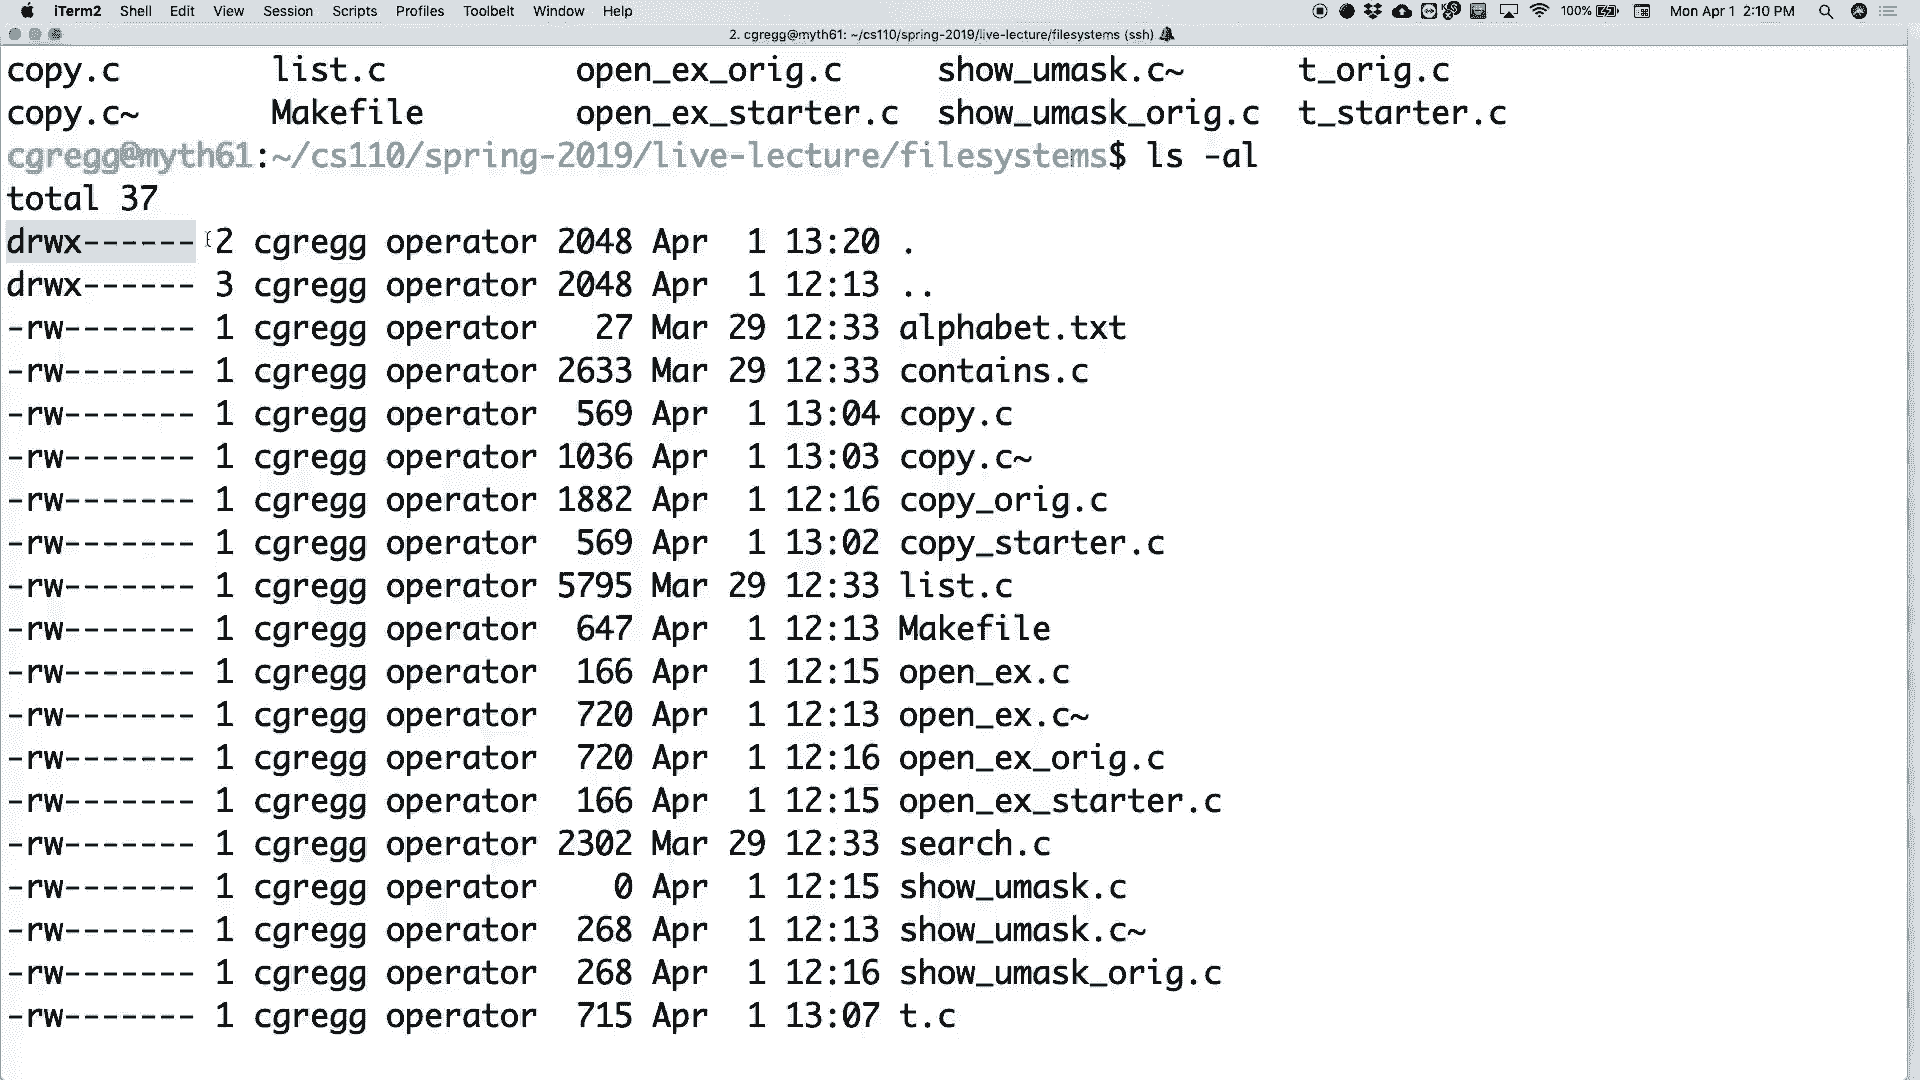 iTerm2 Shell Edit View Session Scripts Profiles Toolbelt Window Help 100% Mon Apr 1 2:10 PM
2. cgregg@myth61: ~/cs110/spring-2019/live-lecture/filesystems (ssh)
copy.c list.c open_ex_orig.c show_umask.c~ t_orig.c
copy.c~ Makefile open_ex_starter.c show_umask_orig.c t_starter.c
cgregg@myth61:~/cs110/spring-2019/live-lecture/filesystems$ ls -al
total 37
drwx------ 2 cgregg operator 2048 Apr  1 13:20 .
drwx------ 3 cgregg operator 2048 Apr  1 12:13 ..
-rw------- 1 cgregg operator   27 Mar 29 12:33 alphabet.txt
-rw------- 1 cgregg operator 2633 Mar 29 12:33 contains.c
-rw------- 1 cgregg operator  569 Apr  1 13:04 copy.c
-rw------- 1 cgregg operator 1036 Apr  1 13:03 copy.c~
-rw------- 1 cgregg operator 1882 Apr  1 12:16 copy_orig.c
-rw------- 1 cgregg operator  569 Apr  1 13:02 copy_starter.c
-rw------- 1 cgregg operator 5795 Mar 29 12:33 list.c
-rw------- 1 cgregg operator  647 Apr  1 12:13 Makefile
-rw------- 1 cgregg operator  166 Apr  1 12:15 open_ex.c
-rw------- 1 cgregg operator  720 Apr  1 12:13 open_ex.c~
-rw------- 1 cgregg operator  720 Apr  1 12:16 open_ex_orig.c
-rw------- 1 cgregg operator  166 Apr  1 12:15 open_ex_starter.c
-rw------- 1 cgregg operator 2302 Mar 29 12:33 search.c
-rw------- 1 cgregg operator    0 Apr  1 12:15 show_umask.c
-rw------- 1 cgregg operator  268 Apr  1 12:13 show_umask.c~
-rw------- 1 cgregg operator  268 Apr  1 12:16 show_umask_orig.c
-rw------- 1 cgregg operator  715 Apr  1 13:07 t.c